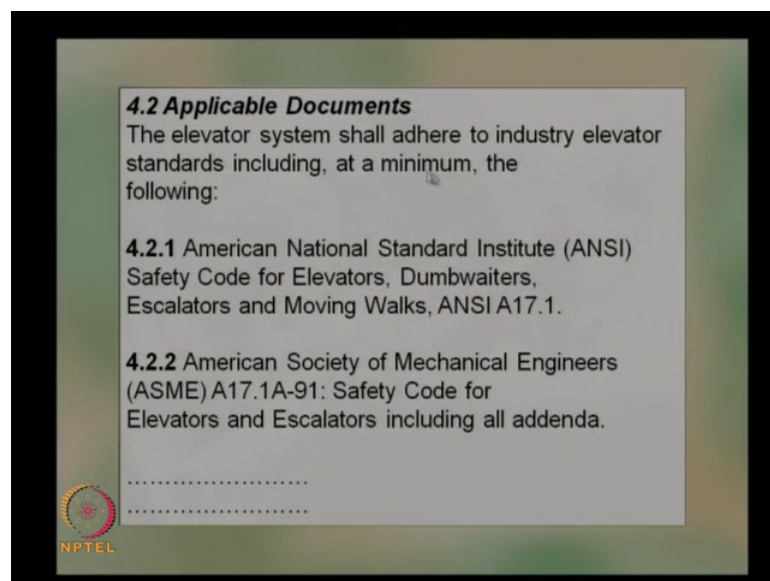 4.2 Applicable Documents
The elevator system shall adhere to industry elevator
standards including, at a minimum, the
following:
4.2.1 American National Standard Institute (ANSI)
Safety Code for Elevators, Dumbwaiters,
Escalators and Moving Walks, ANSI A17.1.
4.2.2 American Society of Mechanical Engineers
(ASME) A17.1A-91: Safety Code for
Elevators and Escalators including all addenda.
........................
........................
NPTEL